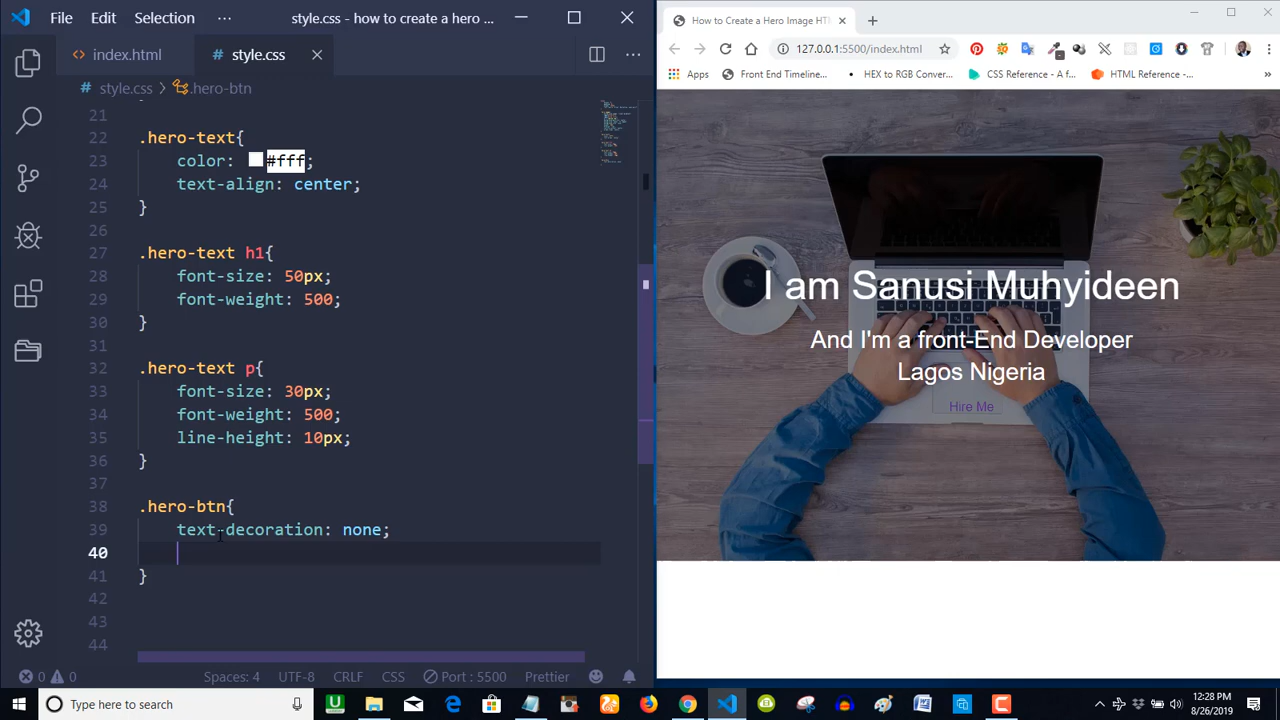 File Edit Selection ··· style.css - how to create a hero ...
index.html style.css
style.css .hero-btn
21
22 .hero-text{
23 color: #fff;
24 text-align: center;
25 }
26
27 .hero-text h1{
28 font-size: 50px;
29 font-weight: 500;
30 }
31
32 .hero-text p{
33 font-size: 30px;
34 font-weight: 500;
35 line-height: 10px;
36 }
37
38 .hero-btn{
39 text-decoration: none;
40
41 }
42
43
44
0 0 Spaces: 4 UTF-8 CRLF CSS Port : 5500 Prettier
How to Create a Hero Image HT
127.0.0.1:5500/index.html
Apps Front End Timeline... HEX to RGB Conver... CSS Reference - A f... HTML Reference -... »
I am Sanusi Muhyideen
And I'm a front-End Developer
Lagos Nigeria
Hire Me
Type here to search
12:28 PM
8/26/2019